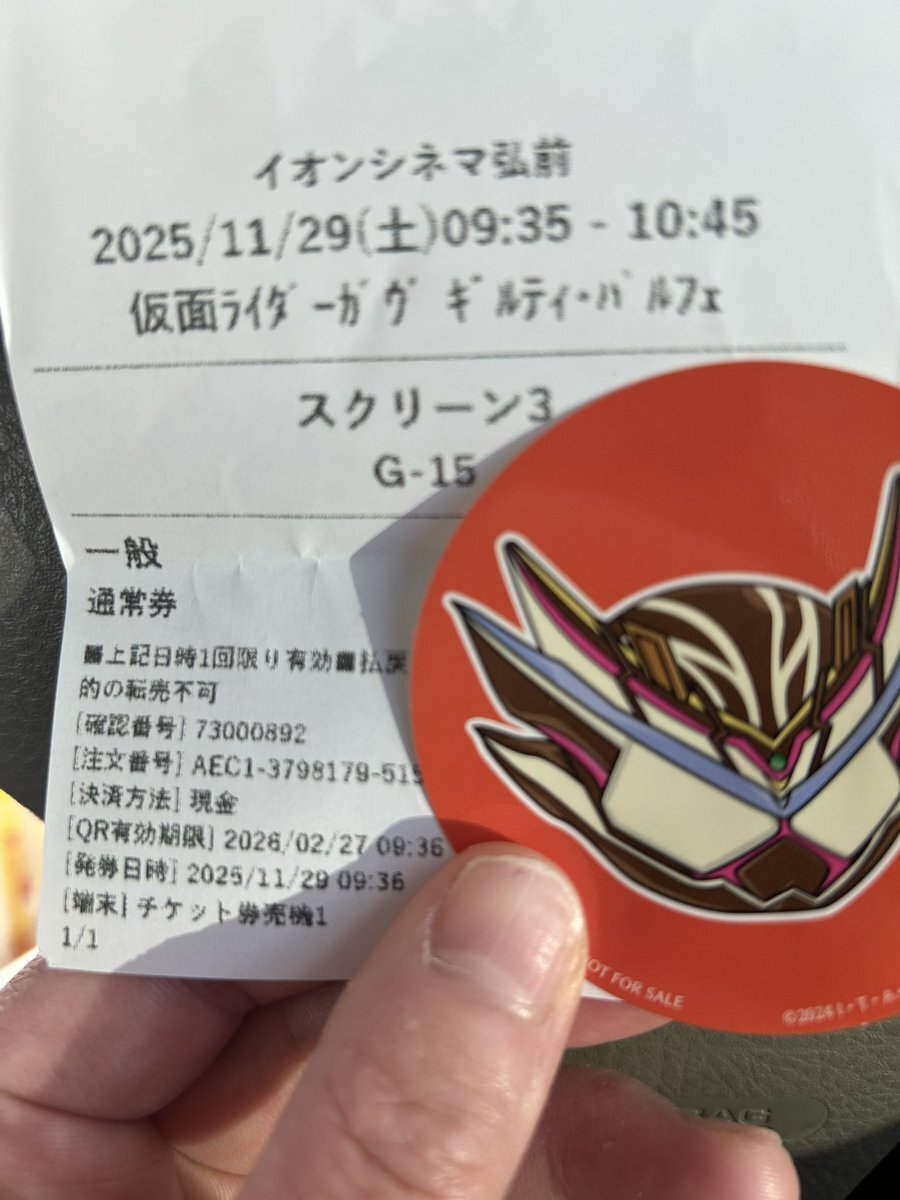 イオンシネマ弘前
2025/11/29(土)09:35 - 10:45
仮面ﾗｲﾀﾞｰｶﾞｳﾞ ｷﾞﾙﾃｨ･ﾊﾟﾙﾌｪ
スクリーン3
G-15
一般
通常券
■上記日時1回限り有効■払戻
的の転売不可
[確認番号] 73000892
[注文番号] AEC1-3798179-515
[決済方法] 現金
[QR有効期限] 2026/02/27 09:36
[発券日時] 2025/11/29 09:36
[端末] チケット券売機1
1/1
NOT FOR SALE
©2024 I・T・A
BAG